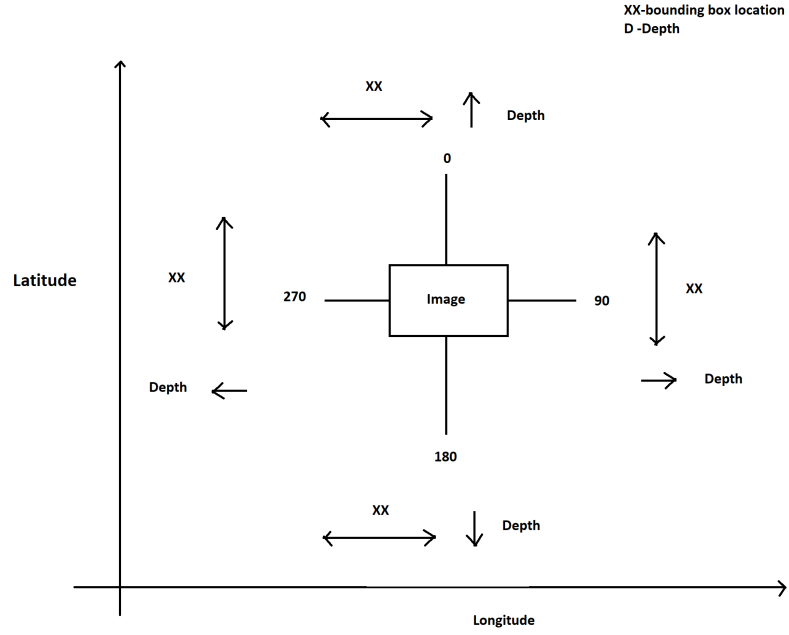 XX-bounding box location
D -Depth
XX
Depth
0
Latitude
XX
270
Image
90
XX
Depth
Depth
180
XX
Depth
Longitude